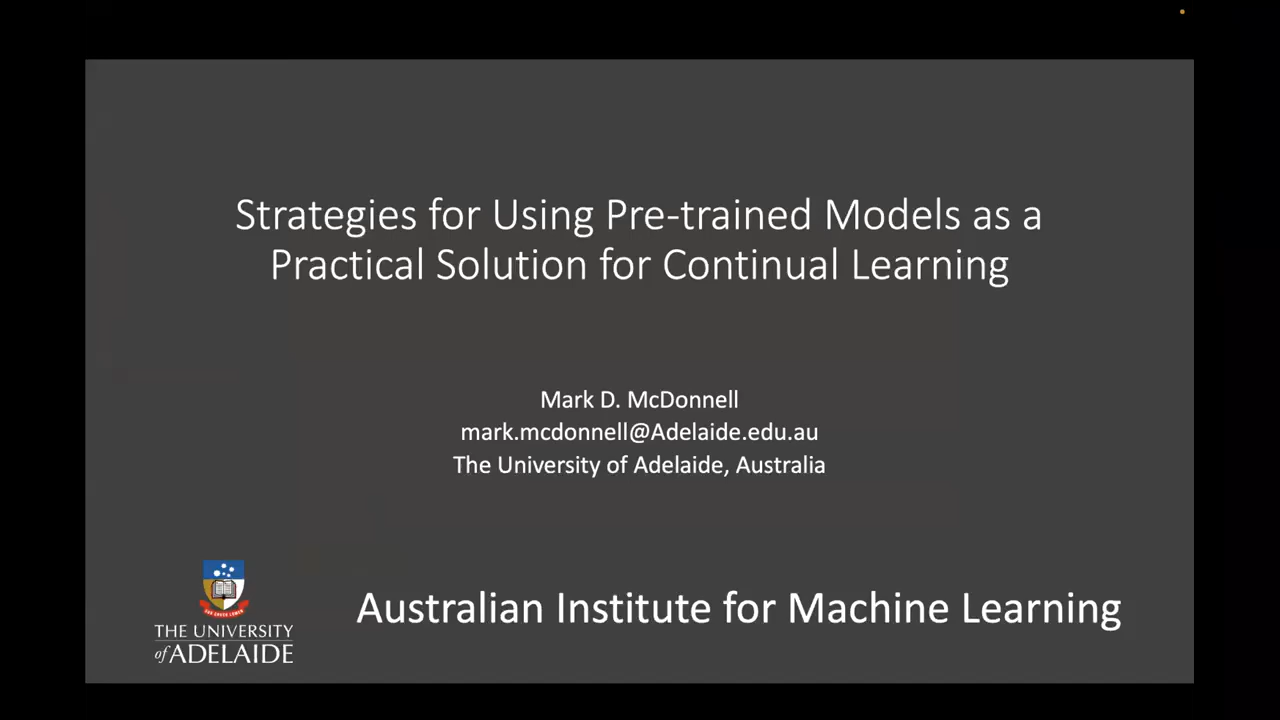 Strategies for Using Pre-trained Models as a
Practical Solution for Continual Learning
Mark D. McDonnell
mark.mcdonnell@Adelaide.edu.au
The University of Adelaide, Australia
THE UNIVERSITY
of ADELAIDE
Australian Institute for Machine Learning